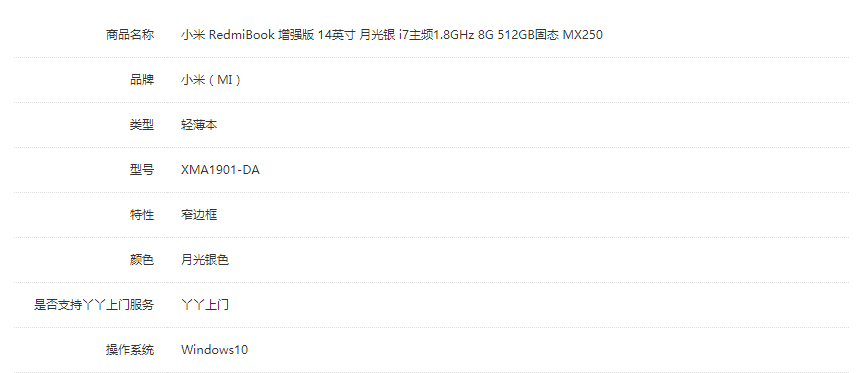 商品名称 小米 RedmiBook 增强版 14英寸 月光银 i7主频1.8GHz 8G 512GB固态 MX250
品牌 小米 ( MI )
类型 轻薄本
型号 XMA1901-DA
特性 窄边框
颜色 月光银色
是否支持丫丫上门服务 丫丫上门
操作系统 Windows10